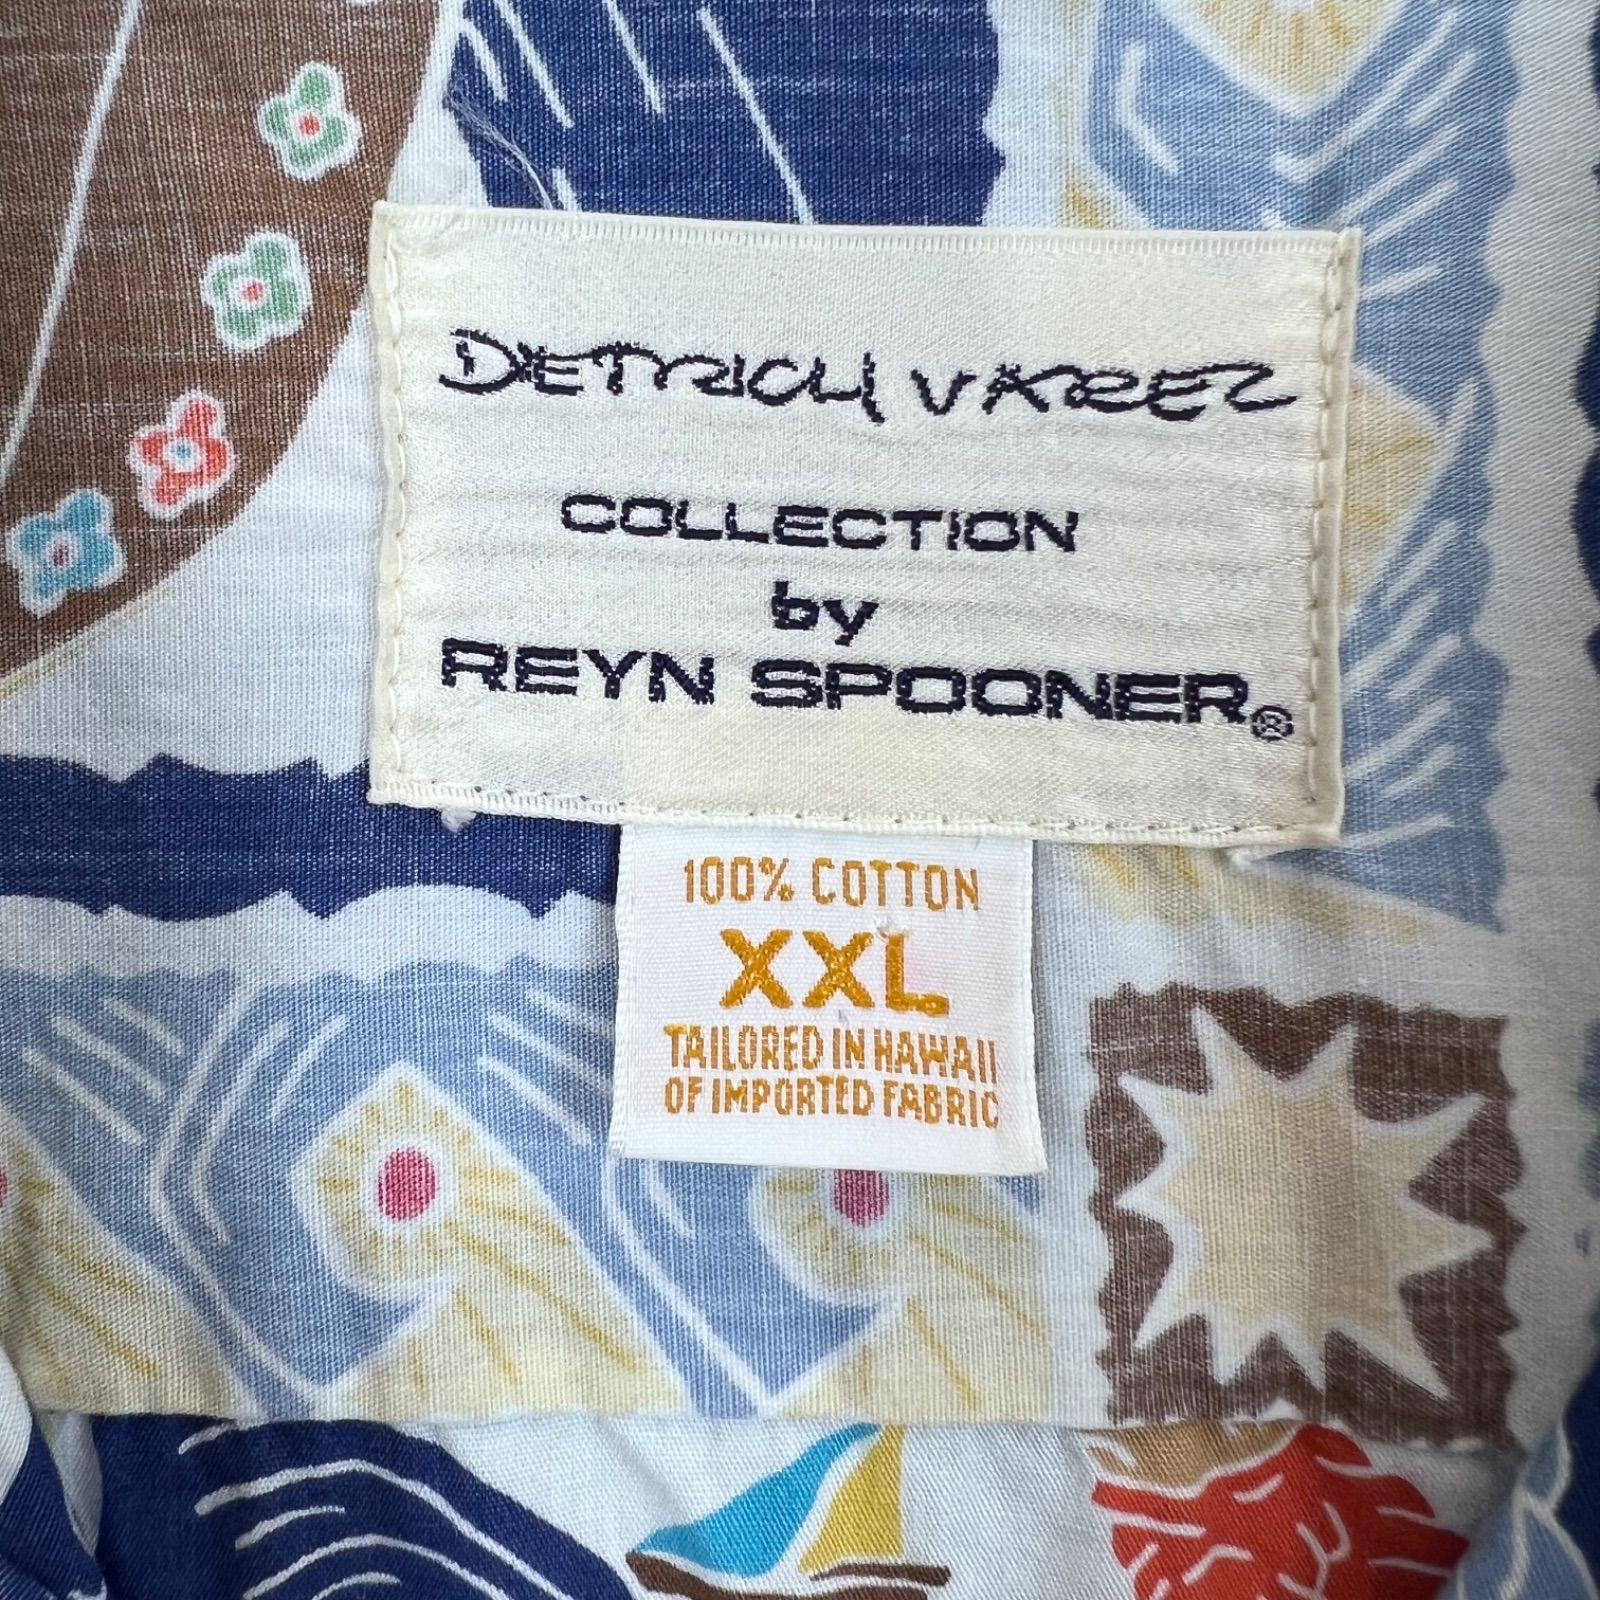 DIETRICH VAREZ
COLLECTION
by
REYN SPOONER®
100% COTTON
XXL
TAILORED IN HAWAII
OF IMPORTED FABRIC